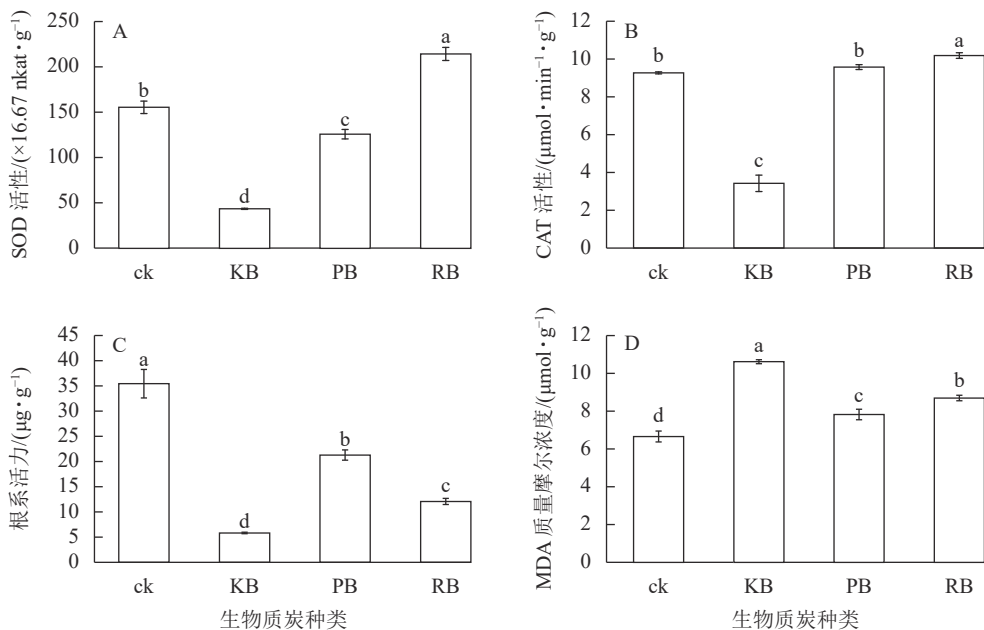 SOD 活性/(×16.67 nkat·g⁻¹)
250
200
150
100
50
0
A
b
d
c
a
ck KB PB RB
CAT 活性/(μmol·min⁻¹·g⁻¹)
12
10
8
6
4
2
0
B
b
c
b
a
ck KB PB RB
根系活力/(μg·g⁻¹)
45
40
35
30
25
20
15
10
5
0
C
a
d
b
c
ck KB PB RB
生物质炭种类
MDA 质量摩尔浓度/(μmol·g⁻¹)
12
10
8
6
4
2
0
D
d
a
c
b
ck KB PB RB
生物质炭种类